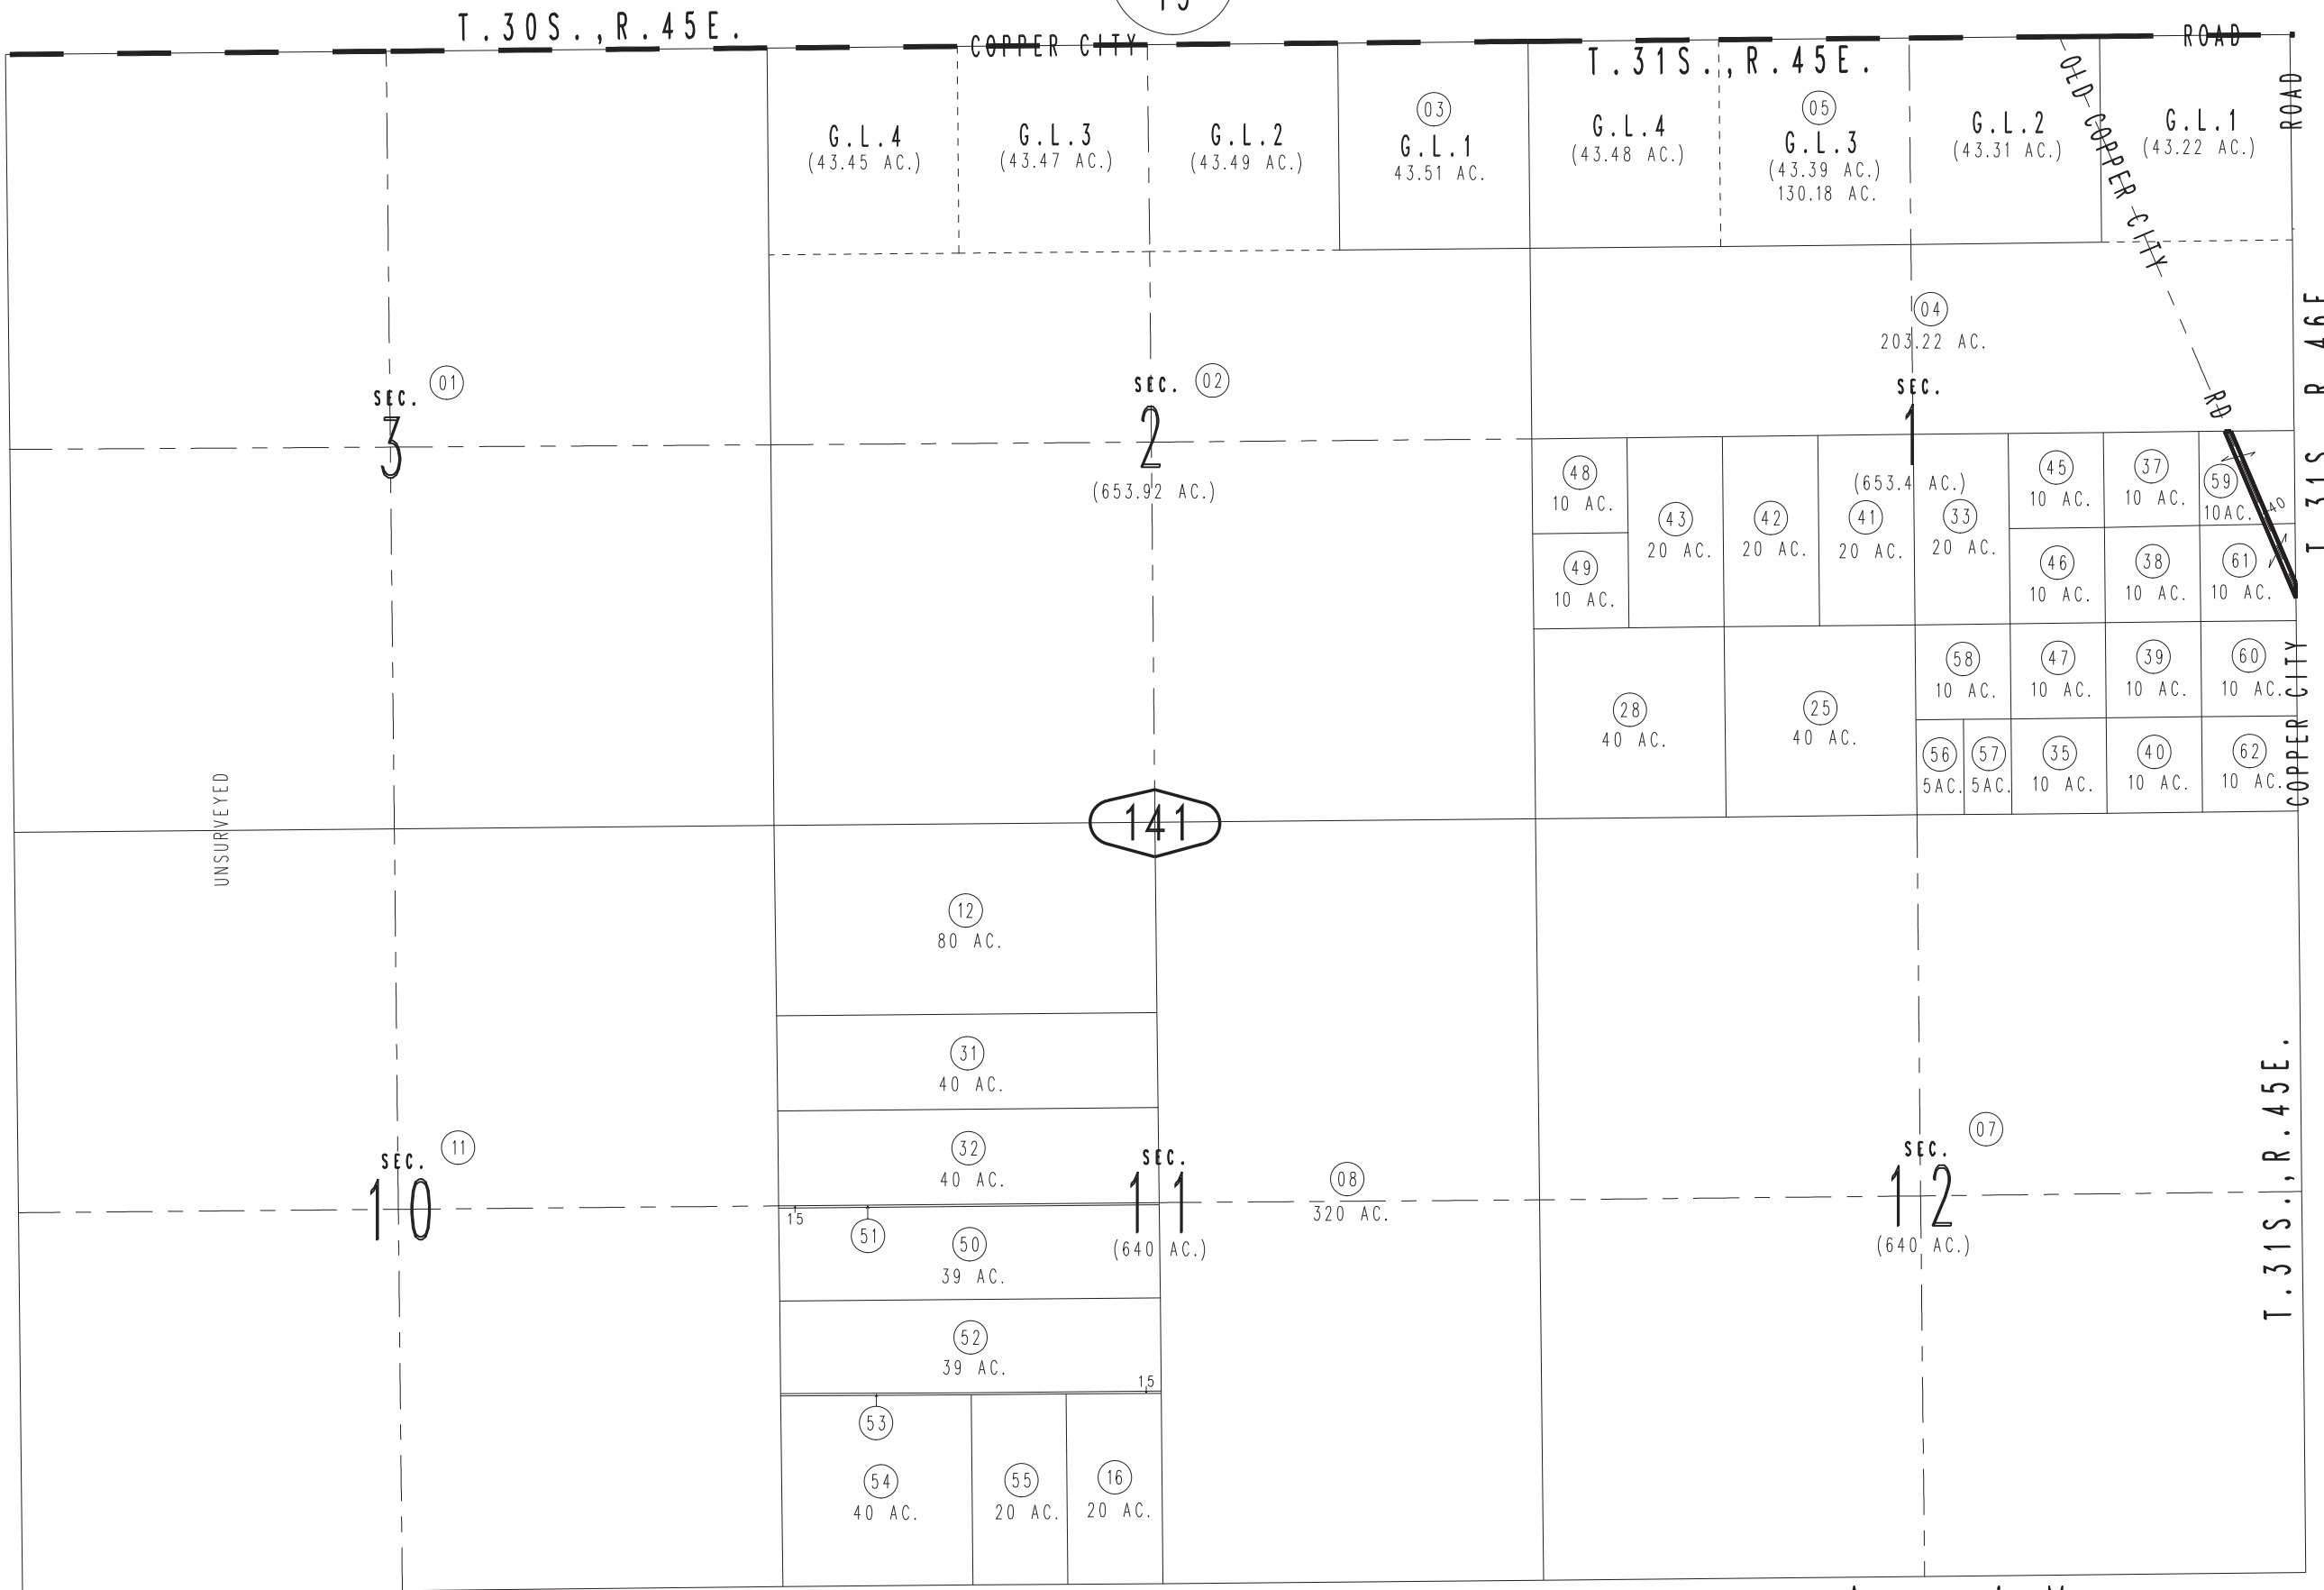 T.30S.,R.45E.
COPPER CITY
ROAD
T.31S.,R.45E.
G.L.4
(43.45 AC.)
G.L.3
(43.47 AC.)
G.L.2
(43.49 AC.)
03
G.L.1
43.51 AC.
G.L.4
(43.48 AC.)
05
G.L.3
(43.39 AC.)
130.18 AC.
G.L.2
(43.31 AC.)
G.L.1
(43.22 AC.)
ROAD
OLD COPPER CITY RD
04
203.22 AC.
SEC. 01
3
SEC. 02
2
(653.92 AC.)
SEC.
1
(653.4 AC.)
48
10 AC.
49
10 AC.
43
20 AC.
42
20 AC.
41
20 AC.
33
20 AC.
45
10 AC.
37
10 AC.
59
10AC.
40
46
10 AC.
38
10 AC.
61
10 AC.
58
10 AC.
47
10 AC.
39
10 AC.
60
10 AC.
28
40 AC.
25
40 AC.
56
5AC.
57
5AC.
35
10 AC.
40
10 AC.
62
10 AC.
COPPER CITY
UNSURVEYED
141
12
80 AC.
31
40 AC.
32
40 AC.
SEC. 11
10
SEC.
11
(640 AC.)
08
320 AC.
SEC. 07
12
(640 AC.)
15
51
50
39 AC.
52
39 AC.
15
53
54
40 AC.
55
20 AC.
16
20 AC.
T.31S.,R.45E.